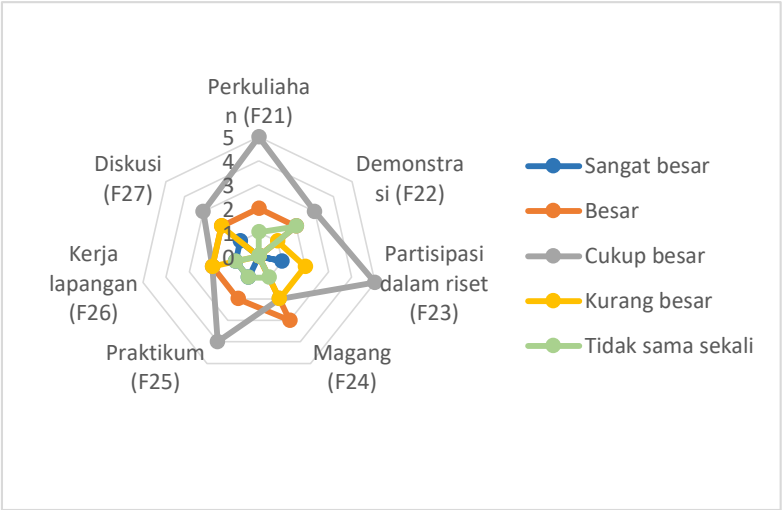 Perkuliaha
n (F21)
5
4
3
2
1
0
Demonstra
si (F22)
Partisipasi
dalam riset
(F23)
Magang
(F24)
Praktikum
(F25)
Kerja
lapangan
(F26)
Diskusi
(F27)
Sangat besar
Besar
Cukup besar
Kurang besar
Tidak sama sekali